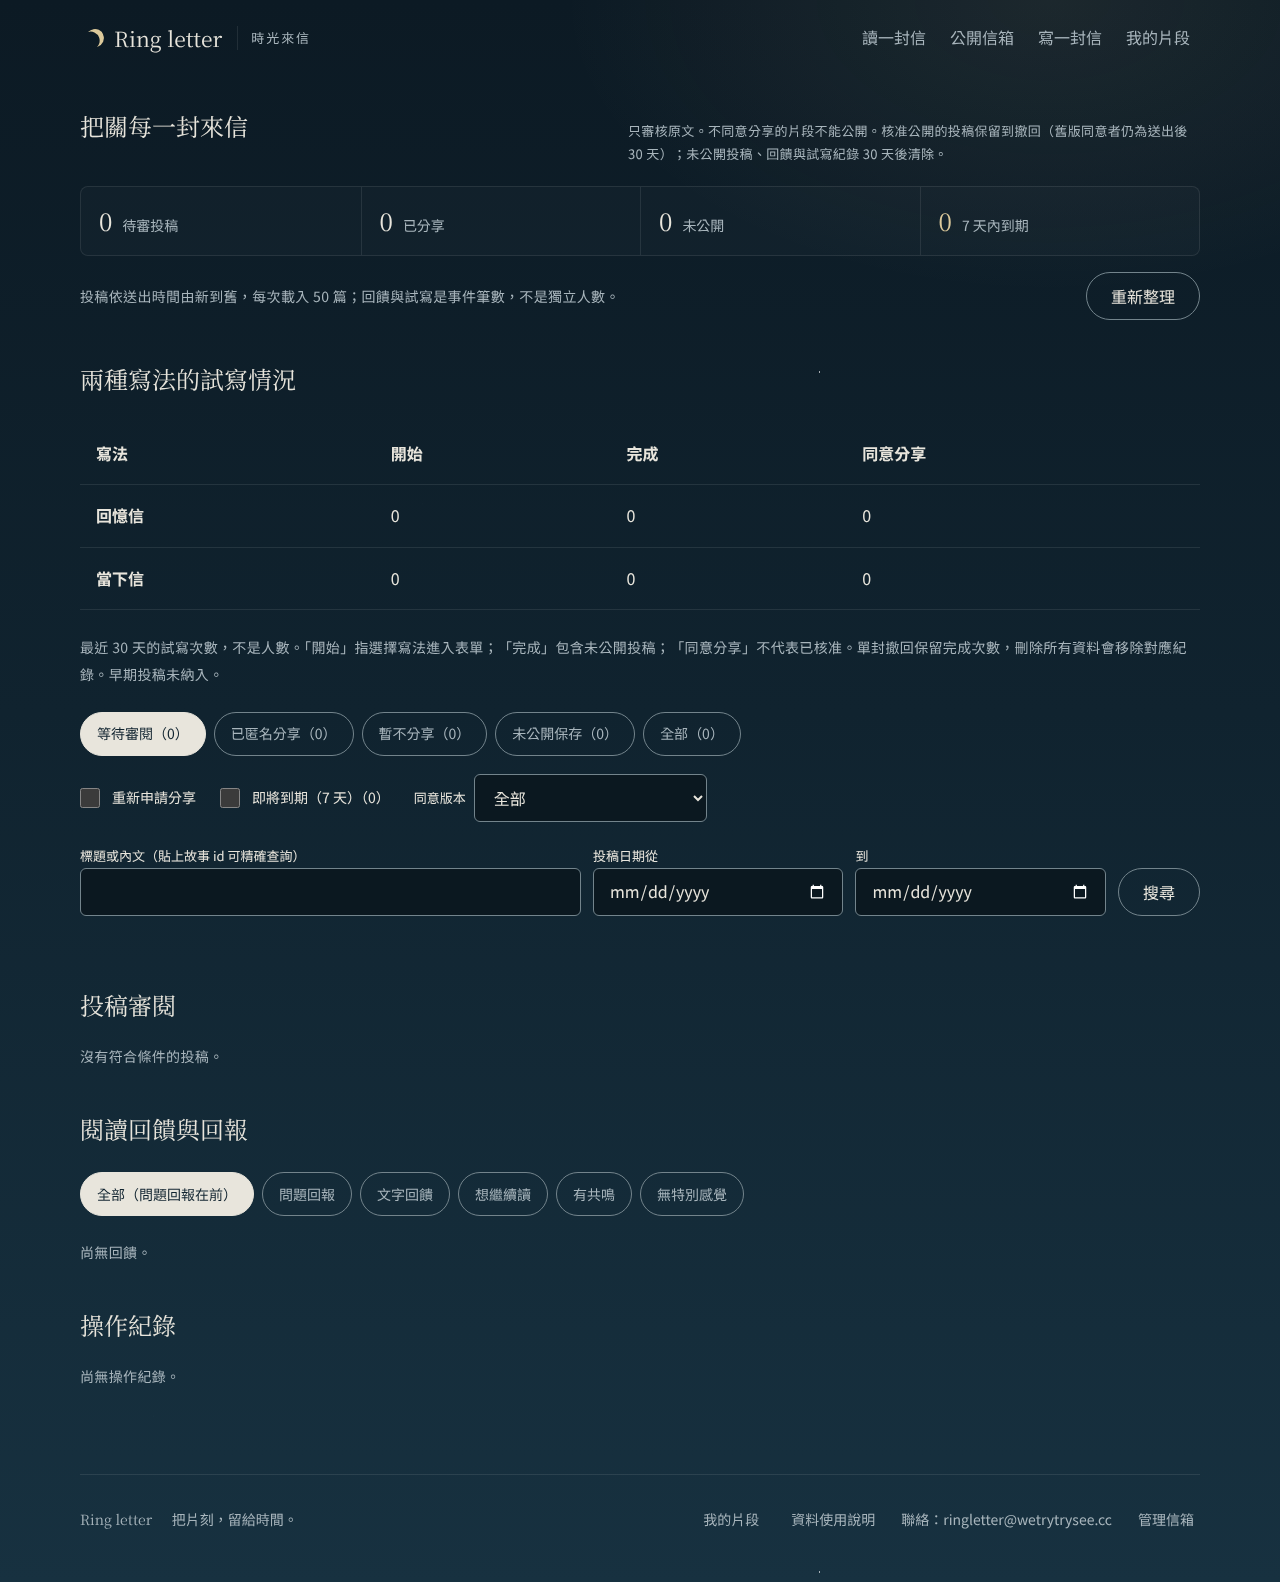 Ring letter 時光來信 讀一封信 公開信箱 寫一封信 我的片段
把關每一封來信
只審核原文。不同意分享的片段不能公開。核准公開的投稿保留到撤回（舊版同意者仍為送出後
30 天）；未公開投稿、回饋與試寫紀錄 30 天後清除。
0 待審投稿 0 已分享 0 未公開 0 7 天內到期
投稿依送出時間由新到舊，每次載入 50 篇；回饋與試寫是事件筆數，不是獨立人數。 重新整理
兩種寫法的試寫情況
寫法 開始 完成 同意分享
回憶信 0 0 0
當下信 0 0 0
最近 30 天的試寫次數，不是人數。「開始」指選擇寫法進入表單；「完成」包含未公開投稿；「同意分享」不代表已核准。單封撤回保留完成次數，刪除所有資料會移除對應紀
錄。早期投稿未納入。
等待審閱（0） 已匿名分享（0） 暫不分享（0） 未公開保存（0） 全部（0）
重新申請分享 即將到期（7 天）（0） 同意版本 全部
標題或內文（貼上故事 id 可精確查詢） 投稿日期從 到
mm/dd/yyyy mm/dd/yyyy 搜尋
投稿審閱
沒有符合條件的投稿。
閱讀回饋與回報
全部（問題回報在前） 問題回報 文字回饋 想繼續讀 有共鳴 無特別感覺
尚無回饋。
操作紀錄
尚無操作紀錄。
Ring letter 把片刻，留給時間。 我的片段 資料使用說明 聯絡：ringletter@wetrytrysee.cc 管理信箱